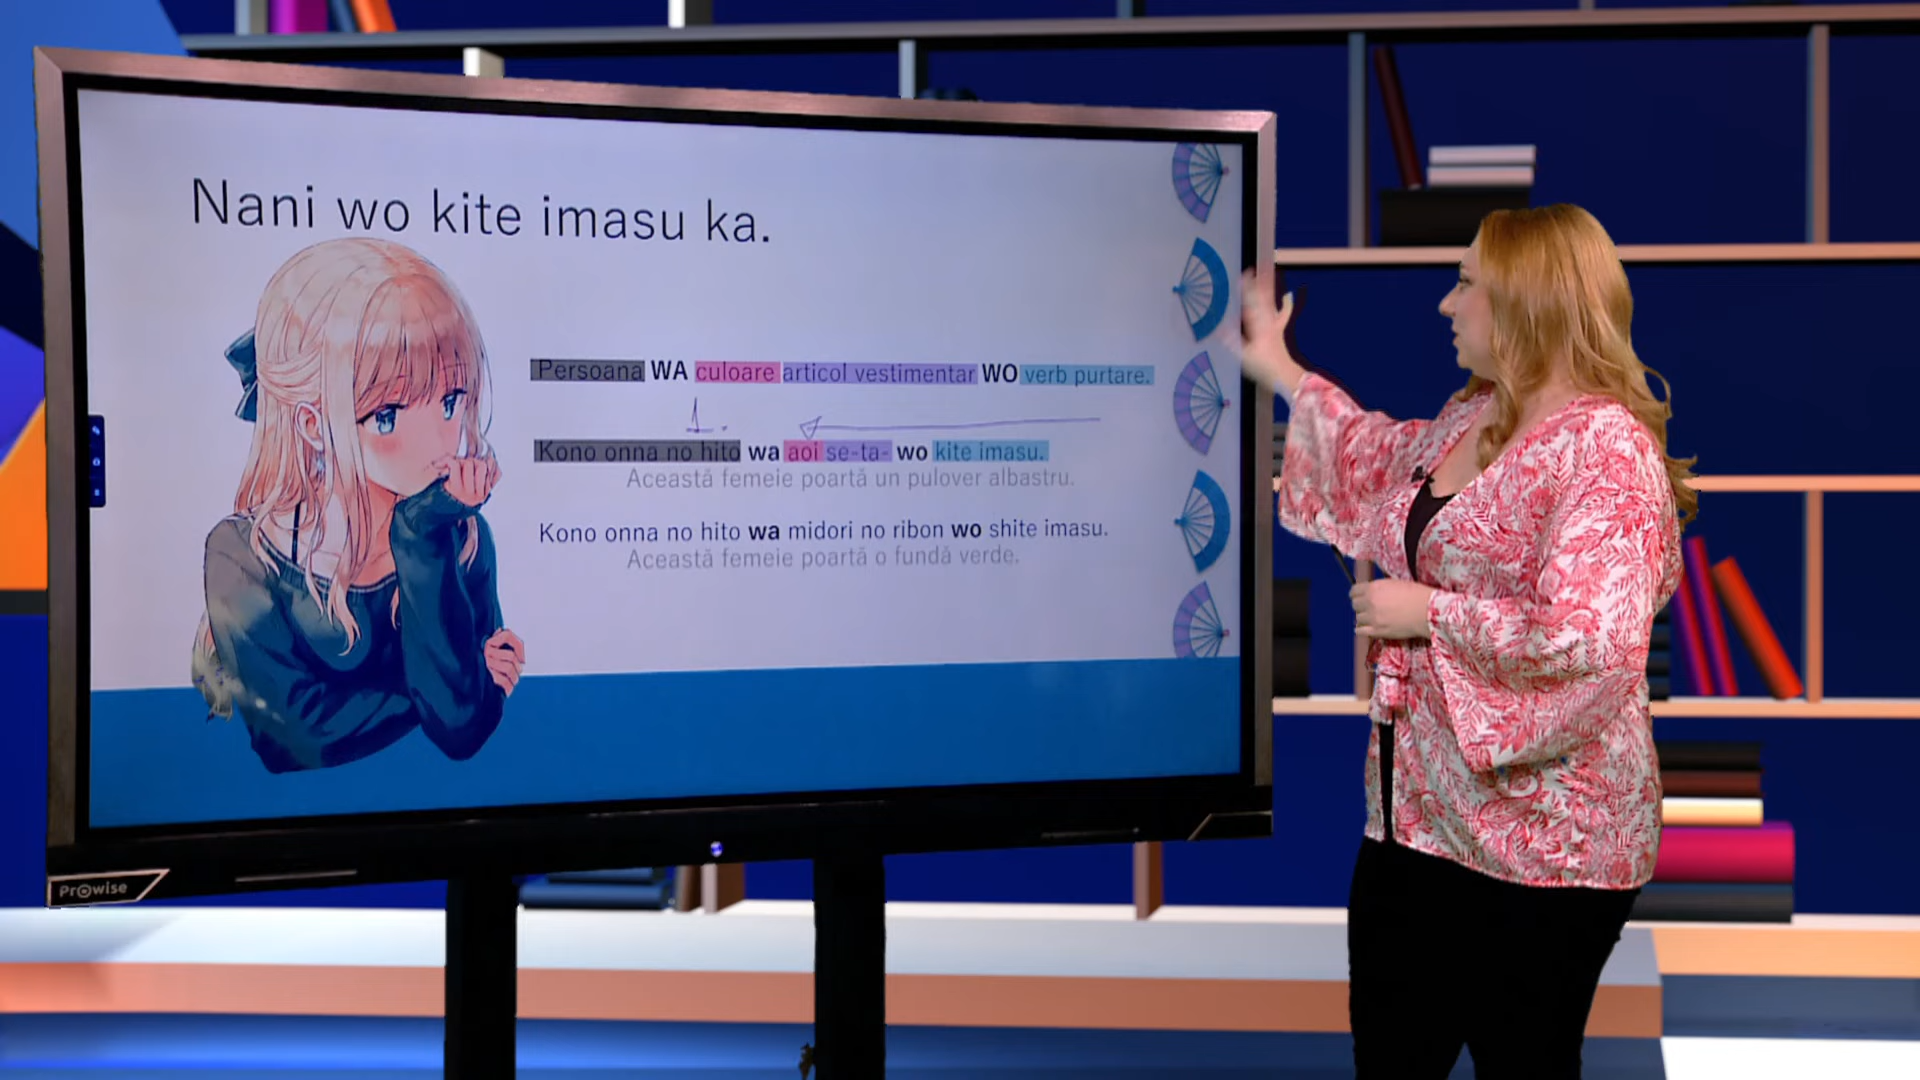 Nani wo kite imasu ka.
Persoana WA culoare articol vestimentar WO verb purtare.
1.
Kono onna no hito wa aoi se-ta- wo kite imasu.
Această femeie poartă un pulover albastru.
Kono onna no hito wa midori no ribon wo shite imasu.
Această femeie poartă o fundă verde.
Prowise